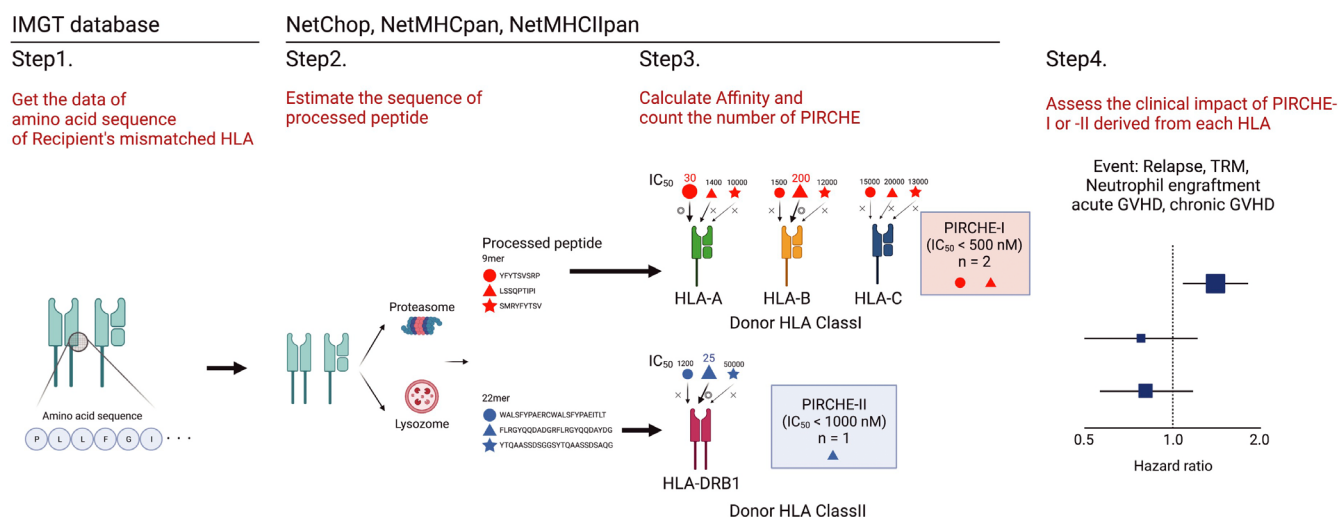 IMGT database
NetChop, NetMHCpan, NetMHCIIpan
Step1.
Get the data of
amino acid sequence
of Recipient's mismatched HLA
Amino acid sequence
P L L F G I · · ·
Step2.
Estimate the sequence of
processed peptide
Proteasome
Lysozome
Processed peptide
9mer
YFYTSVSRP
LSSQPTIPI
SMRYFYTSV
22mer
WALSFYPAERCWALSFYPAEITLT
FLRGYQQDADGRFLRGYQQDAYDG
YTQAASSDSGGSYTQAASSDSAQG
Step3.
Calculate Affinity and
count the number of PIRCHE
IC50 30 1400 10000 1500 200 12000 15000 20000 13000
× × × × × × ×
HLA-A HLA-B HLA-C
Donor HLA ClassI
PIRCHE-I
(IC50 < 500 nM)
n = 2
IC50 1200 25 50000
× ×
HLA-DRB1
Donor HLA ClassII
PIRCHE-II
(IC50 < 1000 nM)
n = 1
Step4.
Assess the clinical impact of PIRCHE-
I or -II derived from each HLA
Event: Relapse, TRM,
Neutrophil engraftment
acute GVHD, chronic GVHD
0.5 1.0 2.0
Hazard ratio